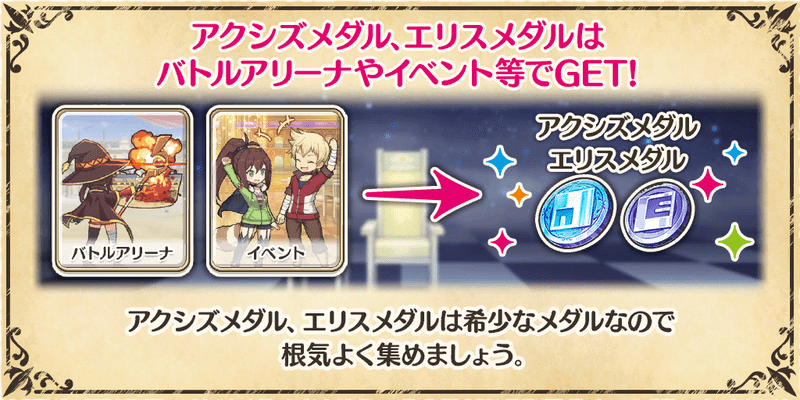 アクシズメダル、エリスメダルは
バトルアリーナやイベント等でGET!
バトルアリーナ
イベント
アクシズメダル
エリスメダル
A
E
アクシズメダル、エリスメダルは希少なメダルなので
根気よく集めましょう。